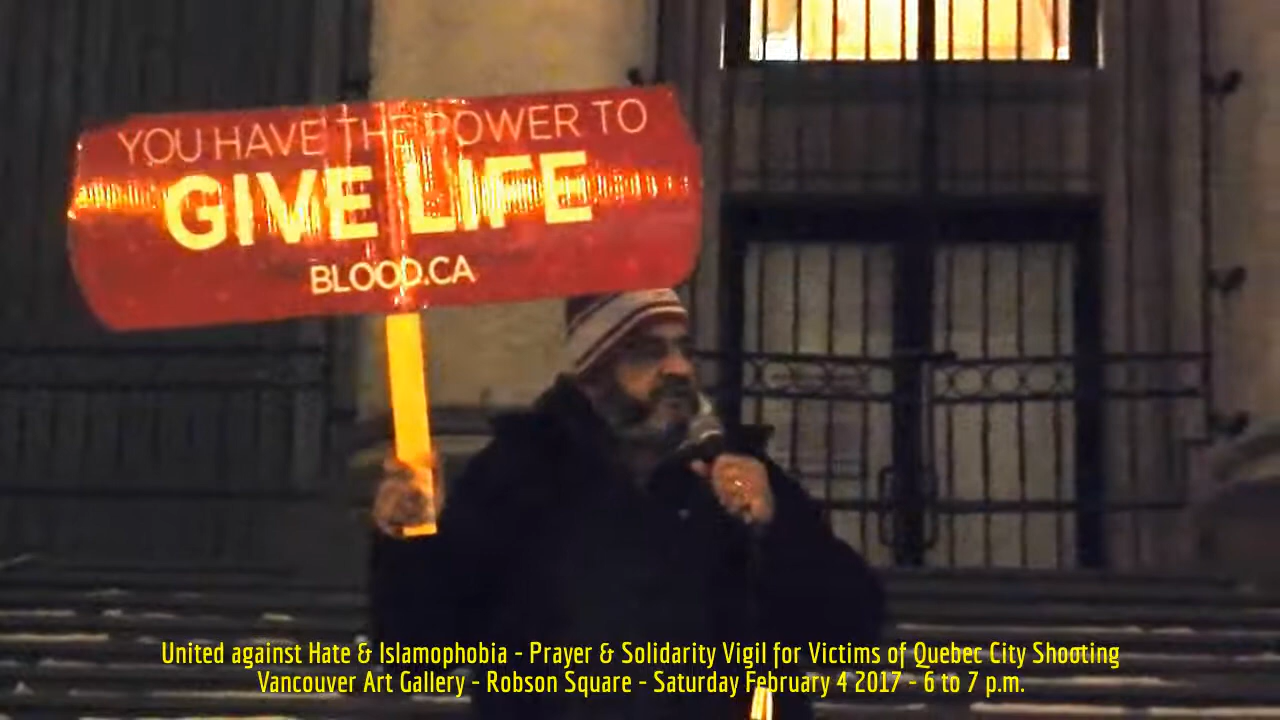 YOU HAVE THE POWER TO
GIVE LIFE
BLOOD.CA
United against Hate & Islamophobia - Prayer & Solidarity Vigil for Victims of Quebec City Shooting
Vancouver Art Gallery - Robson Square - Saturday February 4 2017 - 6 to 7 p.m.